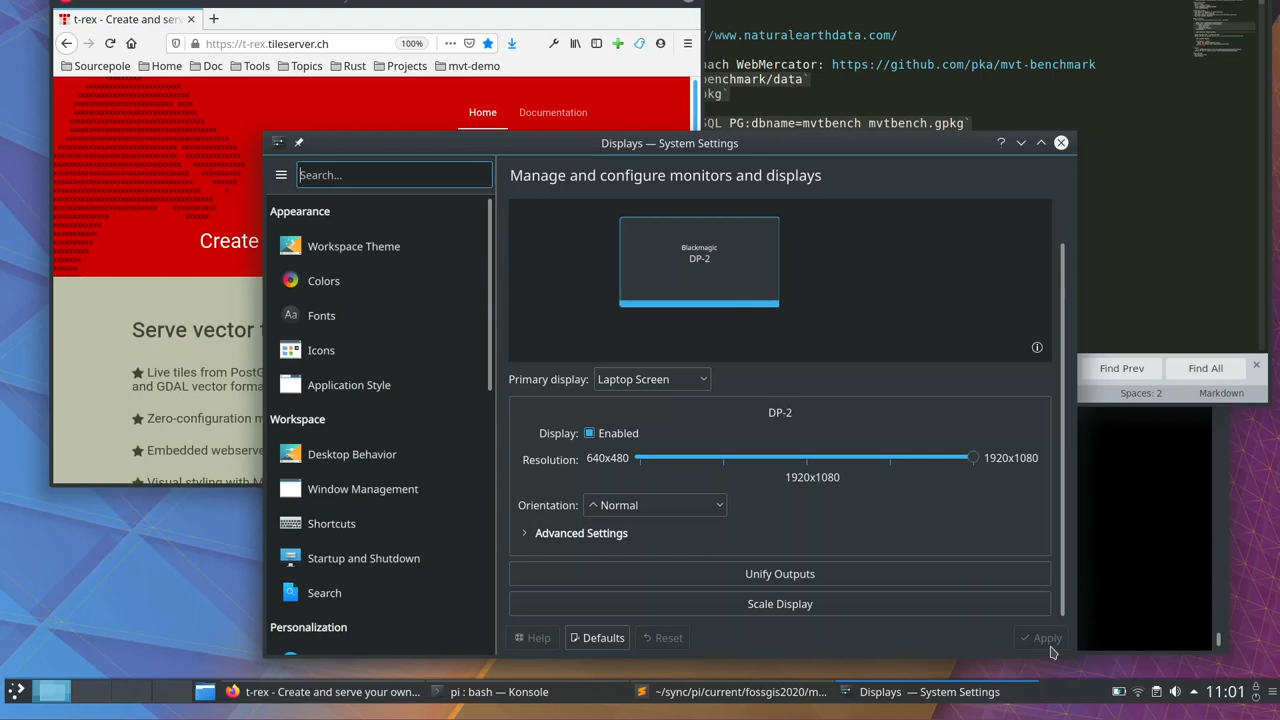 t-rex - Create and serv
https://t-rex.tileserver.ch
100%
Sourcepole
Home
Doc
Tools
Topics
Rust
Projects
mvt-demo
Home
Documentation
Create
Serve vector
Live tiles from PostG
and GDAL vector forma
Zero-configuration m
Embedded webserve
Visual styling with M
//www.naturalearthdata.com/
ach WebMercator: https://github.com/pka/mvt-benchmark
benchmark/data`
pkg`
SQL PG:dbname=mvtbench mvtbench.gpkg`
Find Prev
Find All
Spaces: 2
Markdown
Displays — System Settings
Search...
Appearance
Workspace Theme
Colors
Fonts
Icons
Application Style
Workspace
Desktop Behavior
Window Management
Shortcuts
Startup and Shutdown
Search
Personalization
Manage and configure monitors and displays
Blackmagic
DP-2
Primary display: Laptop Screen
DP-2
Display: Enabled
Resolution: 640x480 1920x1080
1920x1080
Orientation: Normal
Advanced Settings
Unify Outputs
Scale Display
Help
Defaults
Reset
Apply
t-rex - Create and serve your own...
pi : bash — Konsole
~/sync/pi/current/fossgis2020/m...
Displays — System Settings
11:01